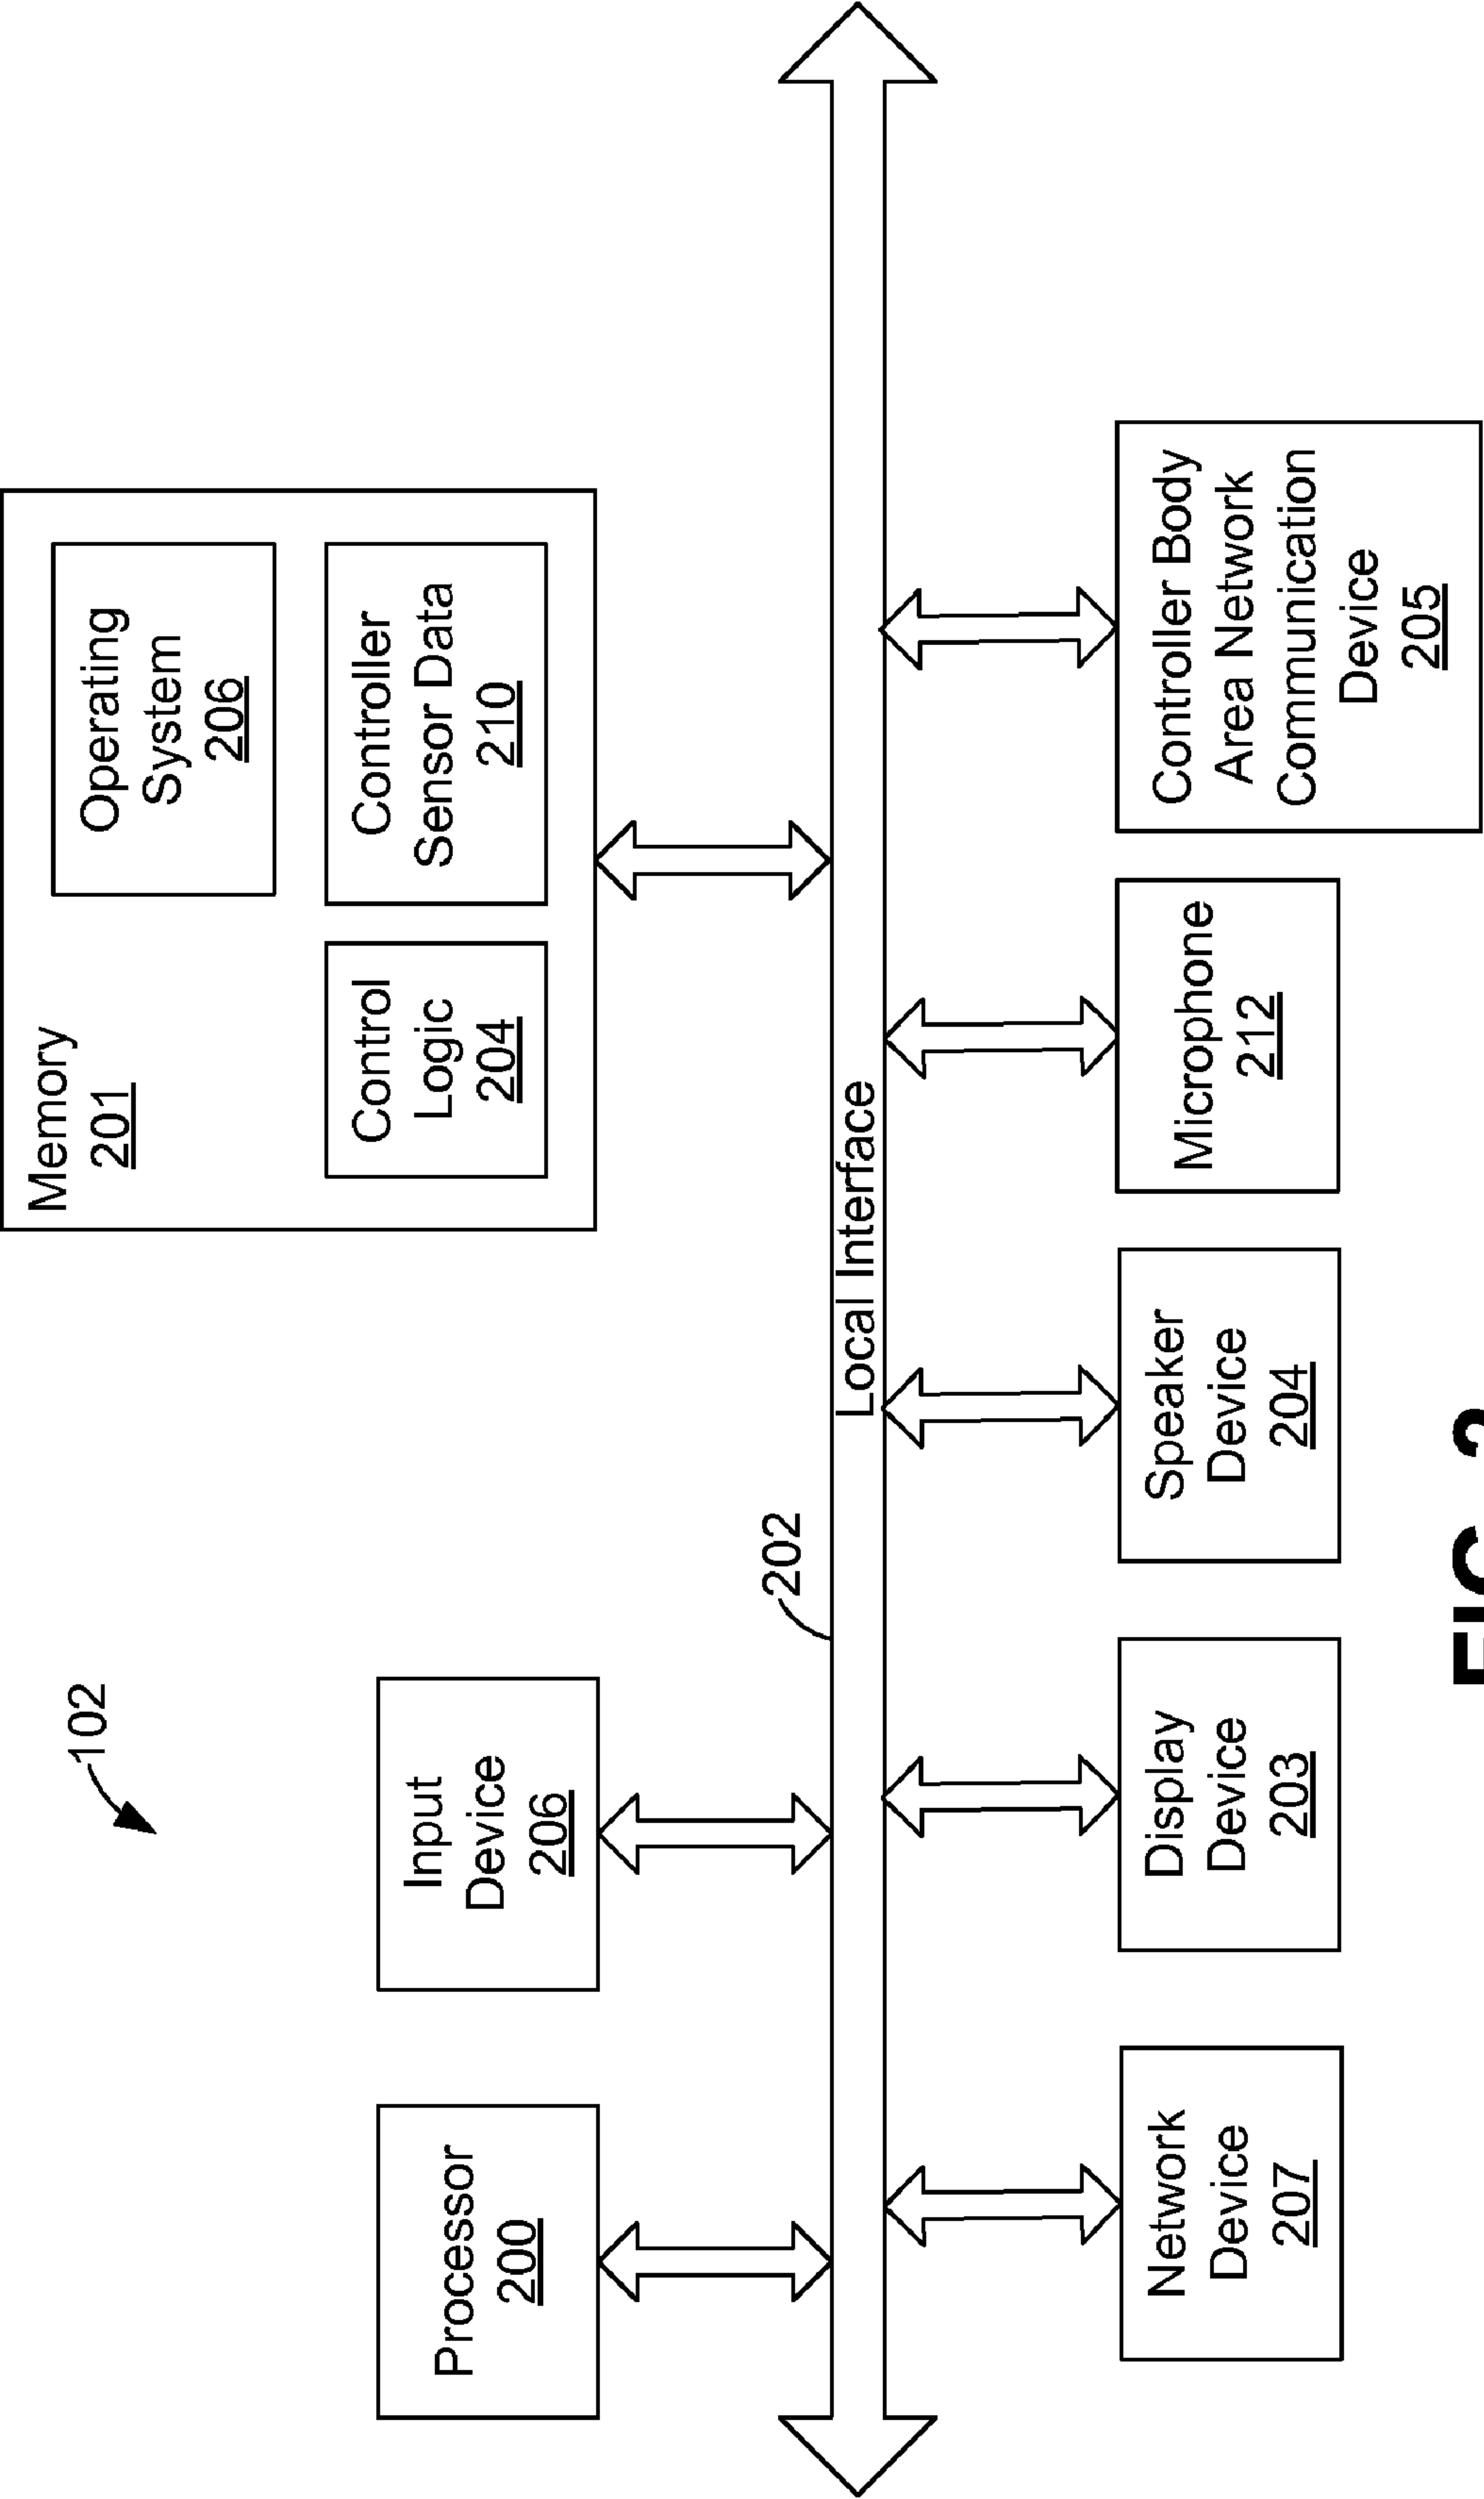 102
Memory
201
Operating
System
206
Control
Logic
204
Controller
Sensor Data
210
Processor
200
Input
Device
206
202
Local Interface
Network
Device
207
Display
Device
203
Speaker
Device
204
Microphone
212
Controller Body
Area Network
Communication
Device
205